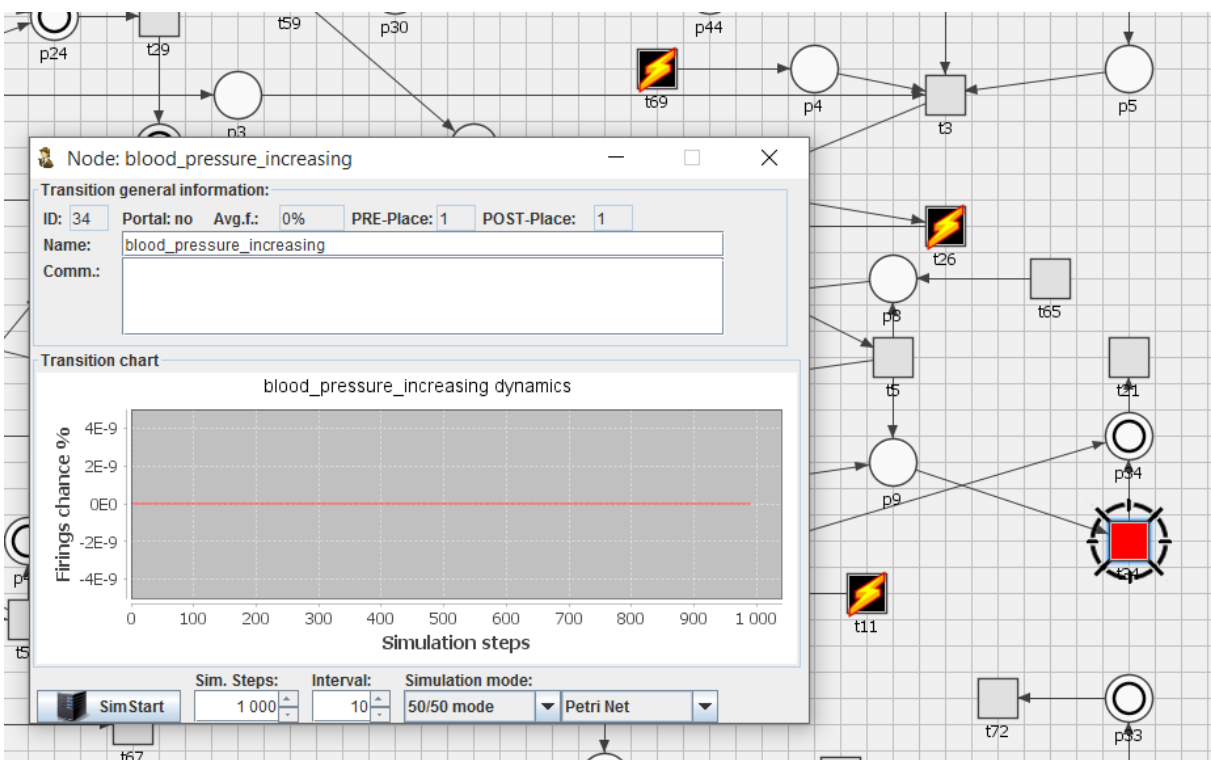 p24
t29
t59
p30
p44
t69
p4
t3
p5
p3
Node: blood_pressure_increasing
Transition general information:
ID: 34 Portal: no Avg.f.: 0% PRE-Place: 1 POST-Place: 1
Name: blood_pressure_increasing
Comm.:
t26
p8
t65
Transition chart
blood_pressure_increasing dynamics
Firings chance %
4E-9
2E-9
0E0
-2E-9
-4E-9
0 100 200 300 400 500 600 700 800 900 1 000
Simulation steps
t5
t21
p34
p9
t34
t11
Sim. Steps: Interval: Simulation mode:
SimStart 1 000 10 50/50 mode Petri Net
t72
p33
t67